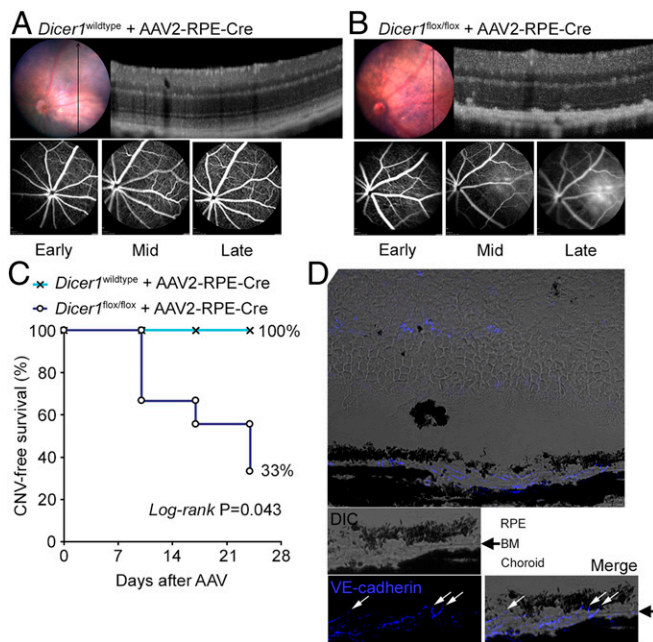 A
Dicer1wildtype + AAV2-RPE-Cre
Early
Mid
Late
B
Dicer1flox/flox + AAV2-RPE-Cre
Early
Mid
Late
C
Dicer1wildtype + AAV2-RPE-Cre
Dicer1flox/flox + AAV2-RPE-Cre
CNV-free survival (%)
100
80
60
40
20
0
100%
33%
Log-rank P=0.043
0
7
14
21
28
Days after AAV
D
DIC
RPE
BM
Choroid
Merge
VE-cadherin